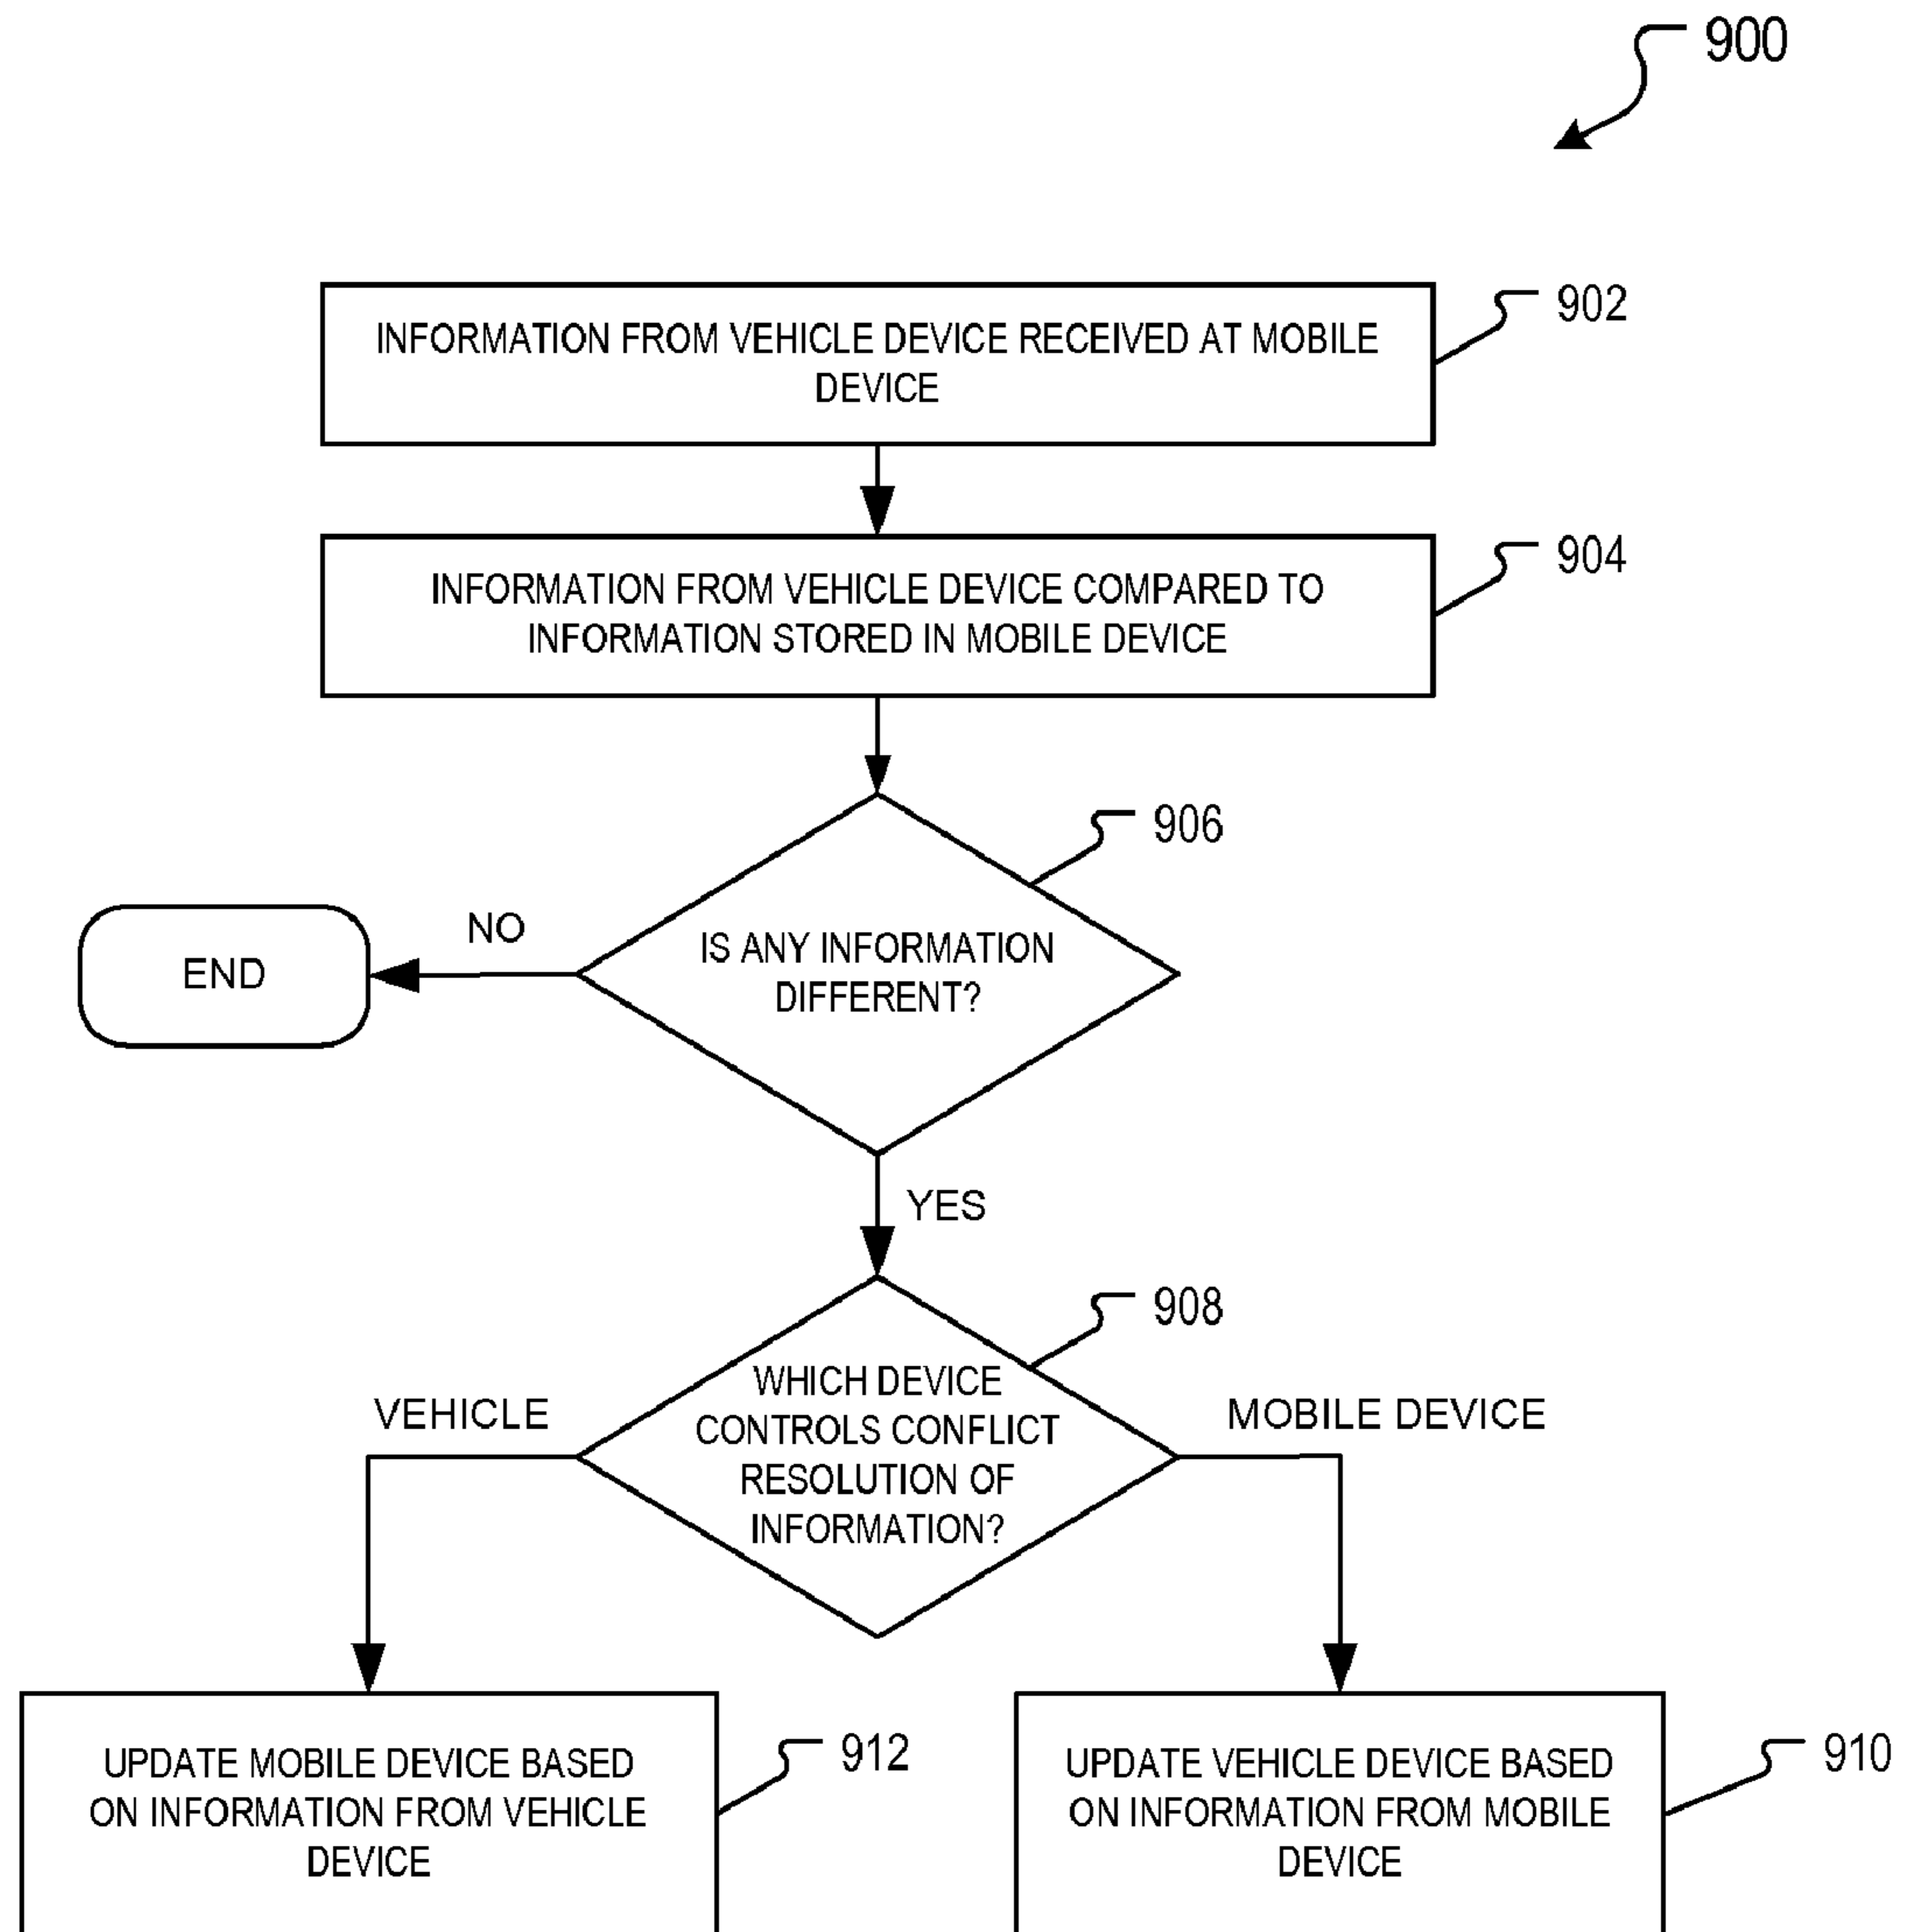 900
INFORMATION FROM VEHICLE DEVICE RECEIVED AT MOBILE
DEVICE
902
INFORMATION FROM VEHICLE DEVICE COMPARED TO
INFORMATION STORED IN MOBILE DEVICE
904
906
IS ANY INFORMATION
DIFFERENT?
NO
END
YES
908
WHICH DEVICE
CONTROLS CONFLICT
RESOLUTION OF
INFORMATION?
VEHICLE
MOBILE DEVICE
UPDATE MOBILE DEVICE BASED
ON INFORMATION FROM VEHICLE
DEVICE
912
UPDATE VEHICLE DEVICE BASED
ON INFORMATION FROM MOBILE
DEVICE
910